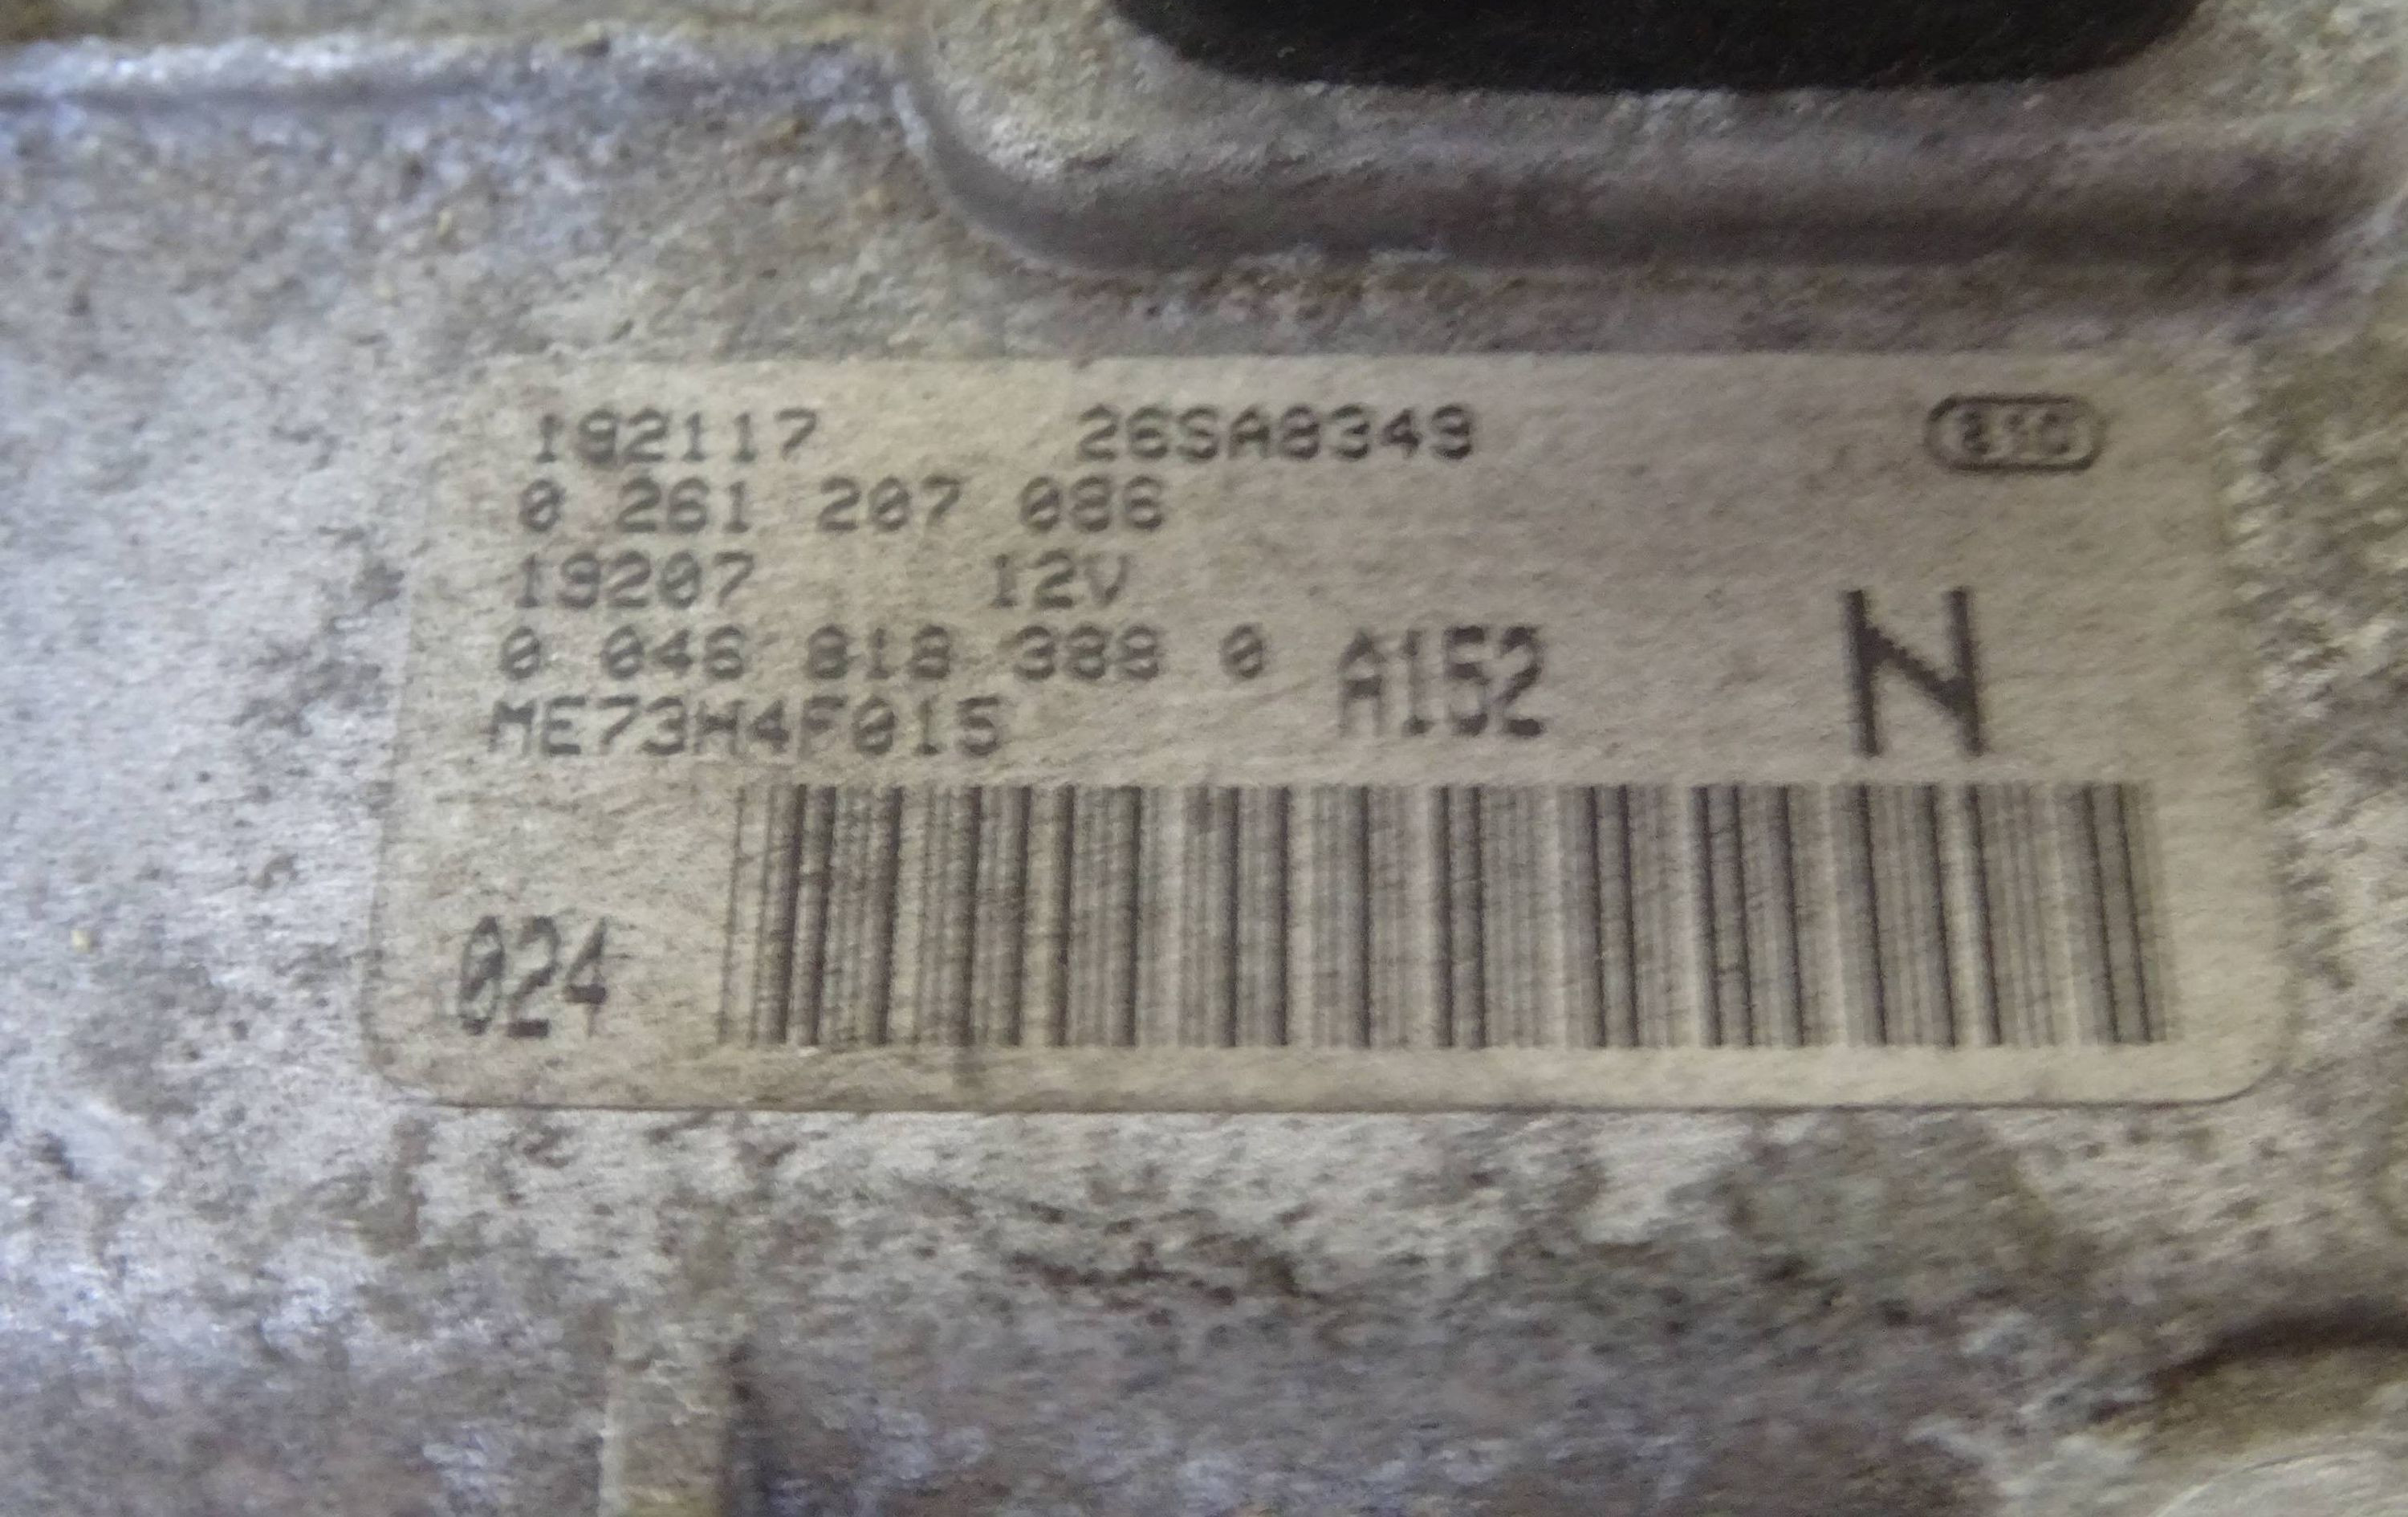 192117 26SA8349
0 261 207 086
19207 12V
0 046 818 388 0 A152 N
ME73H4F015
024